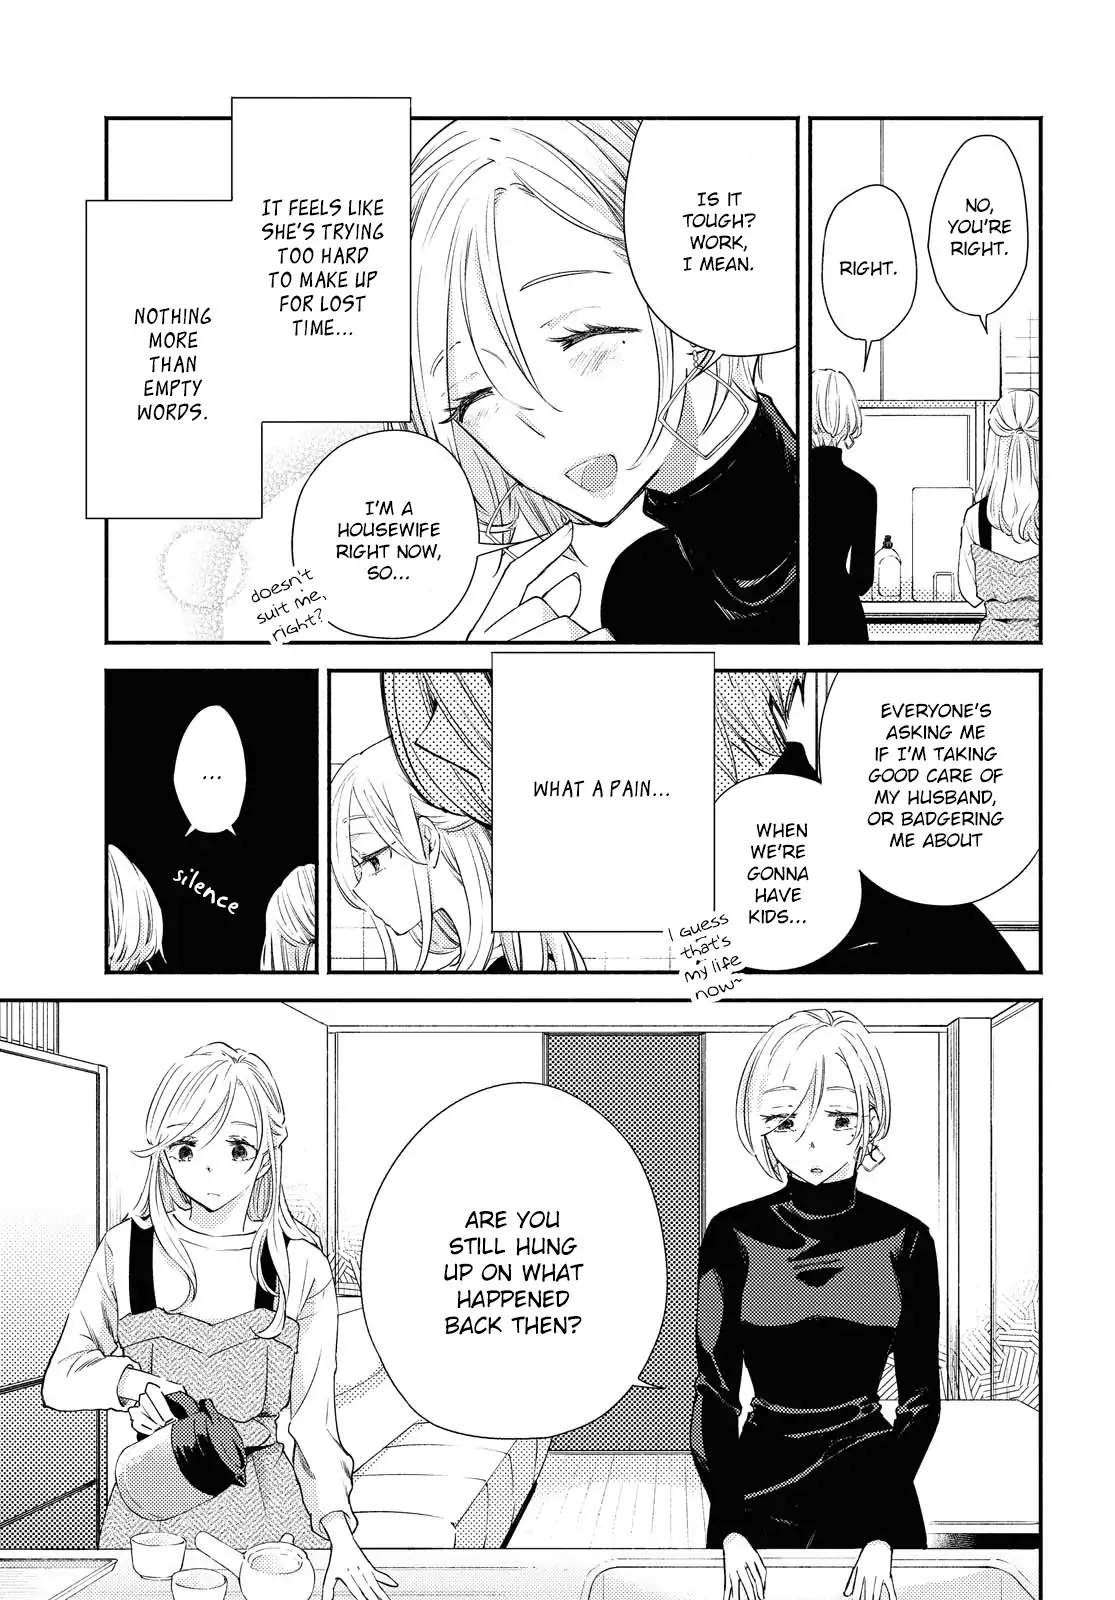 NO,
YOU'RE
RIGHT.
RIGHT.
IS IT
TOUGH?
WORK,
I MEAN.
IT FEELS LIKE
SHE'S TRYING
TOO HARD
TO MAKE UP
FOR LOST
TIME...
I'M A
HOUSEWIFE
RIGHT NOW,
SO...
doesn't
suit me,
right?
NOTHING
MORE
THAN
EMPTY
WORDS.
EVERYONE'S
ASKING ME
IF I'M TAKING
GOOD CARE OF
MY HUSBAND,
OR BADGERING
ME ABOUT
WHEN
WE'RE
GONNA
HAVE
KIDS...
I guess
that's
my life
now~
WHAT A PAIN...
...
silence
ARE YOU
STILL HUNG
UP ON WHAT
HAPPENED
BACK THEN?